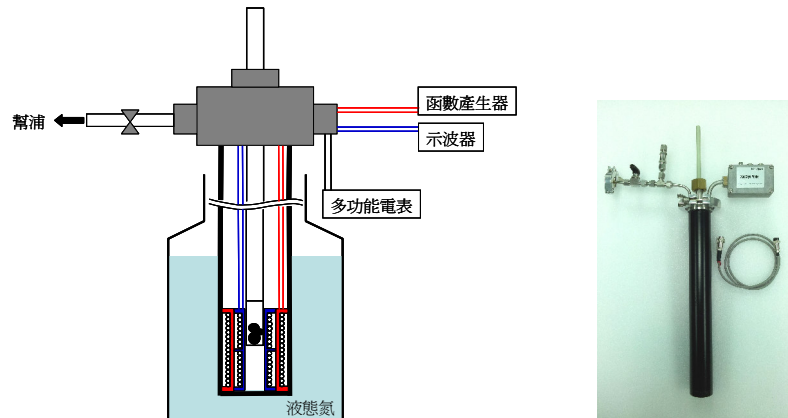 函數產生器
幫浦
示波器
多功能電表
液態氮